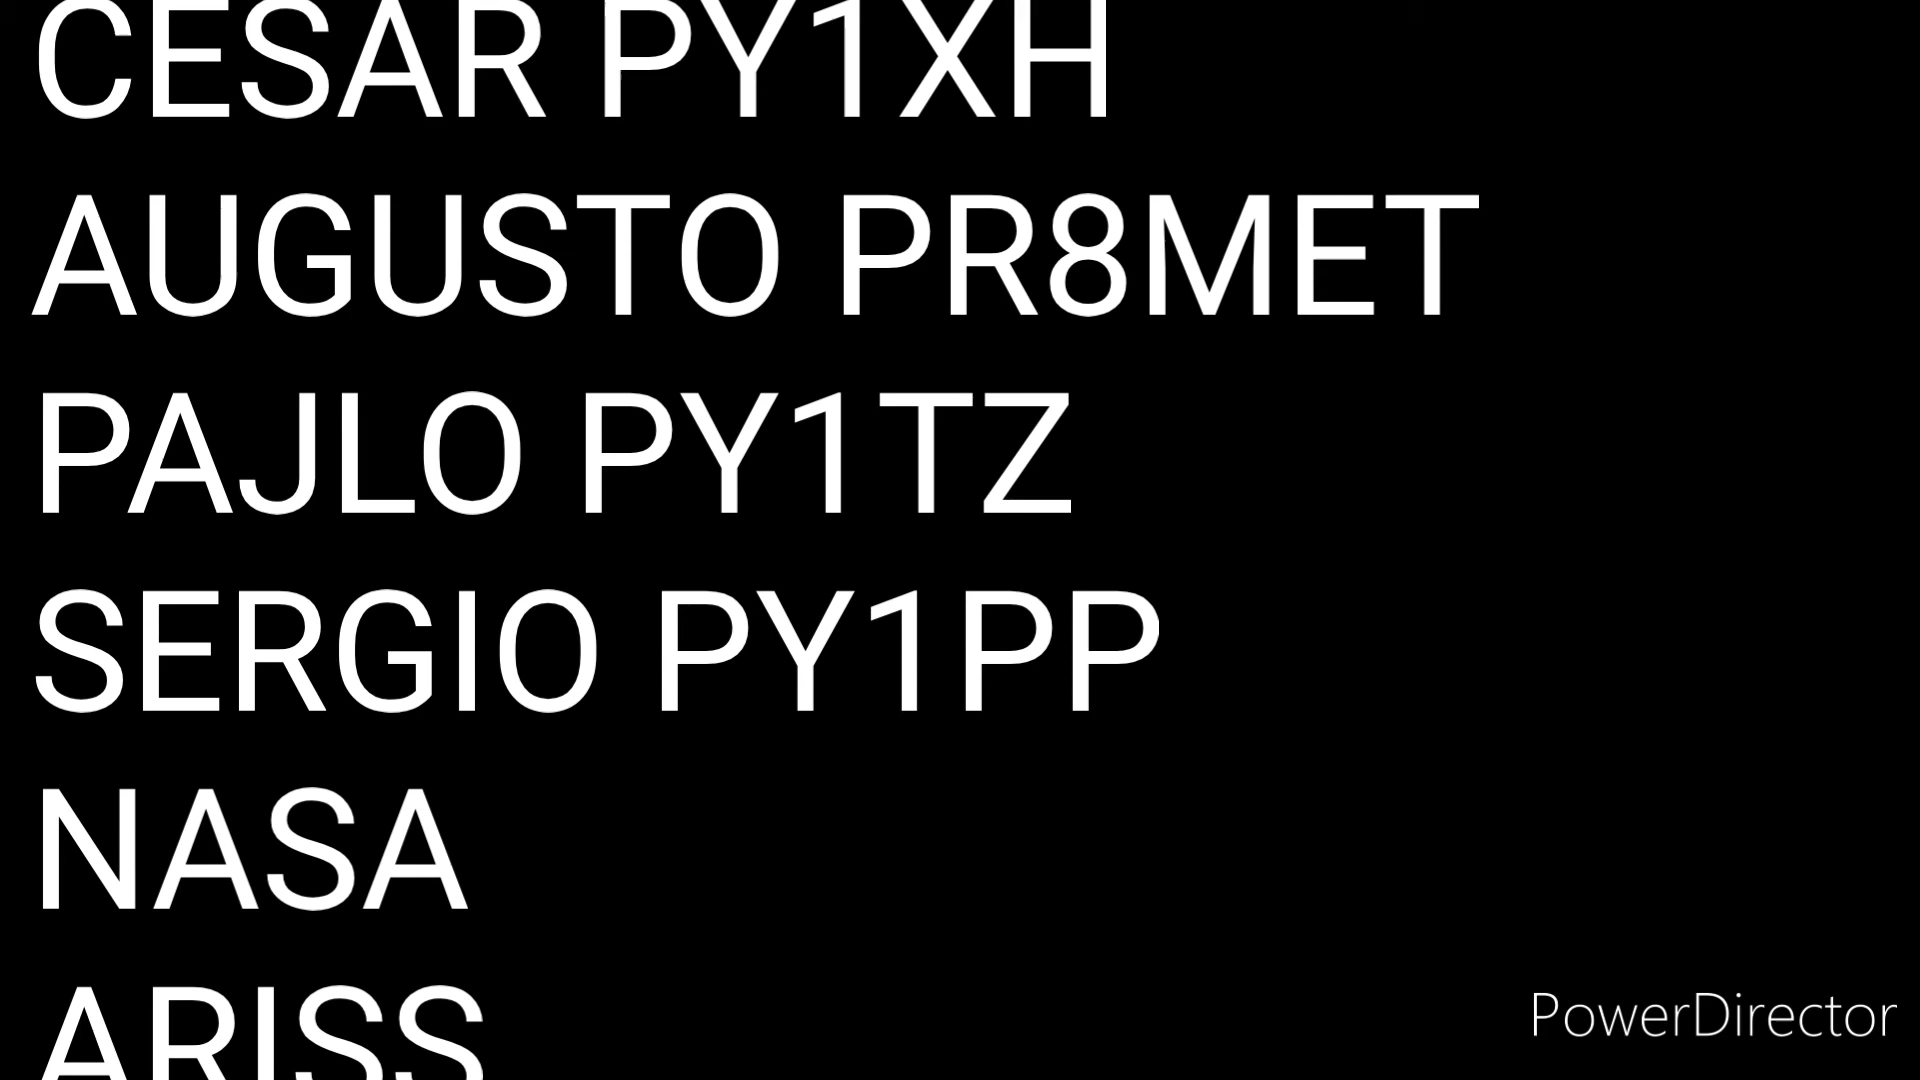 CESAR PY1XH
AUGUSTO PR8MET
PAJLO PY1TZ
SERGIO PY1PP
NASA
ARISS
PowerDirector